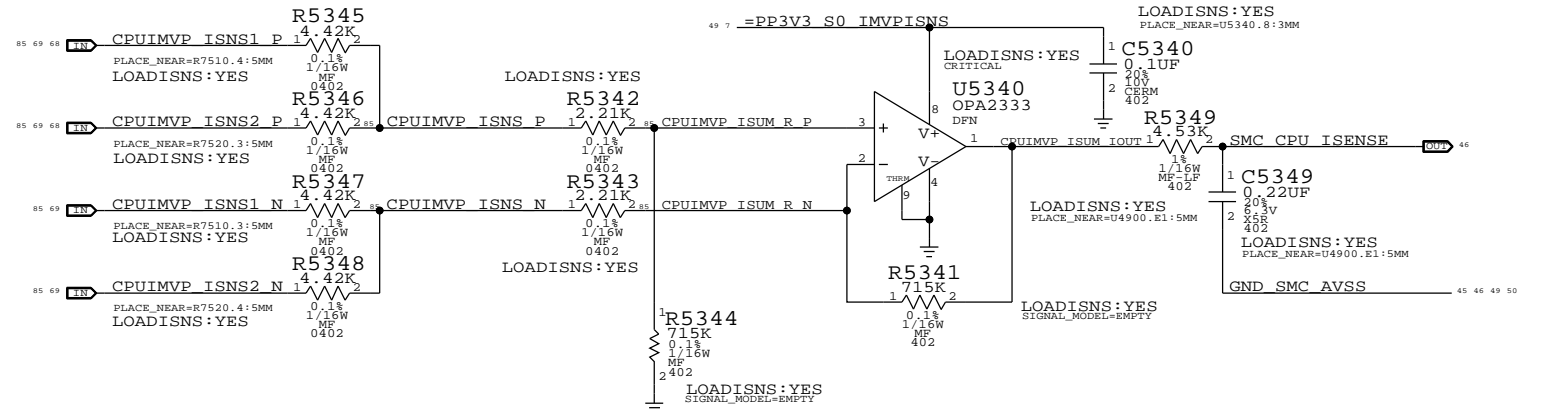 R5345
4.42K
85 69 68 IN CPUIMVP_ISNS1_P 1 2
PLACE_NEAR=R7510.4:5MM
LOADISNS:YES
0.1%
1/16W
MF
0402
R5346
4.42K
85 69 68 IN CPUIMVP_ISNS2_P 1 2 85
PLACE_NEAR=R7520.3:5MM
LOADISNS:YES
0.1%
1/16W
MF
0402
R5347
4.42K
85 69 IN CPUIMVP_ISNS1_N 1 2 85
PLACE_NEAR=R7510.3:5MM
LOADISNS:YES
0.1%
1/16W
MF
0402
R5348
4.42K
85 69 IN CPUIMVP_ISNS2_N 1 2
PLACE_NEAR=R7520.4:5MM
LOADISNS:YES
0.1%
1/16W
MF
0402
LOADISNS:YES
R5342
2.21K
CPUIMVP_ISNS_P 1 2 85 CPUIMVP_ISUM_R_P
0.1%
1/16W
MF
0402
R5343
2.21K
CPUIMVP_ISNS_N 1 2 85 CPUIMVP_ISUM_R_N
0.1%
1/16W
MF
0402
LOADISNS:YES
1 R5344
715K
0.1%
1/16W
MF
2 402
LOADISNS:YES
SIGNAL_MODEL=EMPTY
49 7 =PP3V3_S0_IMVPISNS
LOADISNS:YES
CRITICAL
U5340
OPA2333
DFN
8
3 +
V+
2 -
V-
THRM
9
4
1
CPUIMVP_ISUM_IOUT
R5341
715K
1 2
0.1%
1/16W
MF
402
LOADISNS:YES
SIGNAL_MODEL=EMPTY
LOADISNS:YES
PLACE_NEAR=U5340.8:3MM
1 C5340
0.1UF
20%
10V
2 CERM
402
R5349
4.53K
1 2
1%
1/16W
MF-LF
402
LOADISNS:YES
PLACE_NEAR=U4900.E1:5MM
SMC_CPU_ISENSE OUT 46
1 C5349
0.22UF
20%
6.3V
2 X5R
402
LOADISNS:YES
PLACE_NEAR=U4900.E1:5MM
GND_SMC_AVSS 45 46 49 50